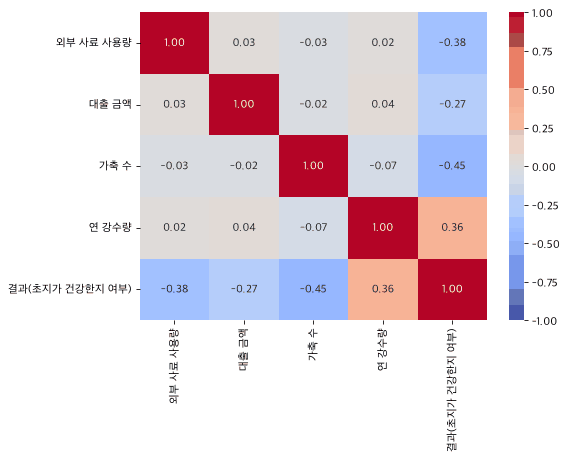 외부 사료 사용량 1.00 0.03 -0.03 0.02 -0.38
대출 금액 0.03 1.00 -0.02 0.04 -0.27
가축 수 -0.03 -0.02 1.00 -0.07 -0.45
연 강수량 0.02 0.04 -0.07 1.00 0.36
결과(초지가 건강한지 여부) -0.38 -0.27 -0.45 0.36 1.00
외부 사료 사용량
대출 금액
가축 수
연 강수량
결과(초지가 건강한지 여부)
1.00
0.75
0.50
0.25
0.00
-0.25
-0.50
-0.75
-1.00